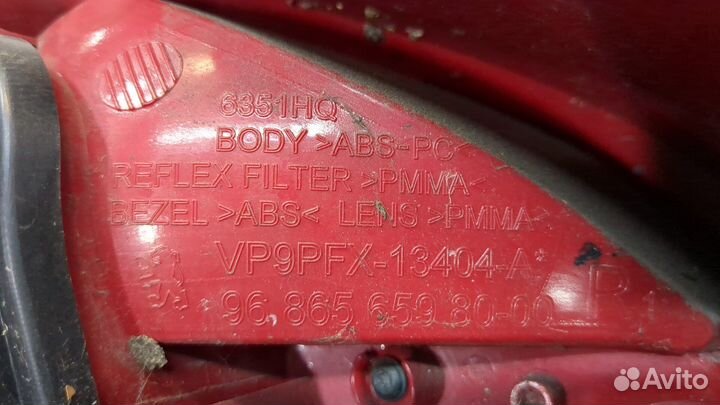 6351HQ
BODY >ABS-PC<
REFLEX FILTER >PMMA<
BEZEL >ABS< LENS >PMMA<
VP9PFX-13404-A
96 865 659 80-00
Avito